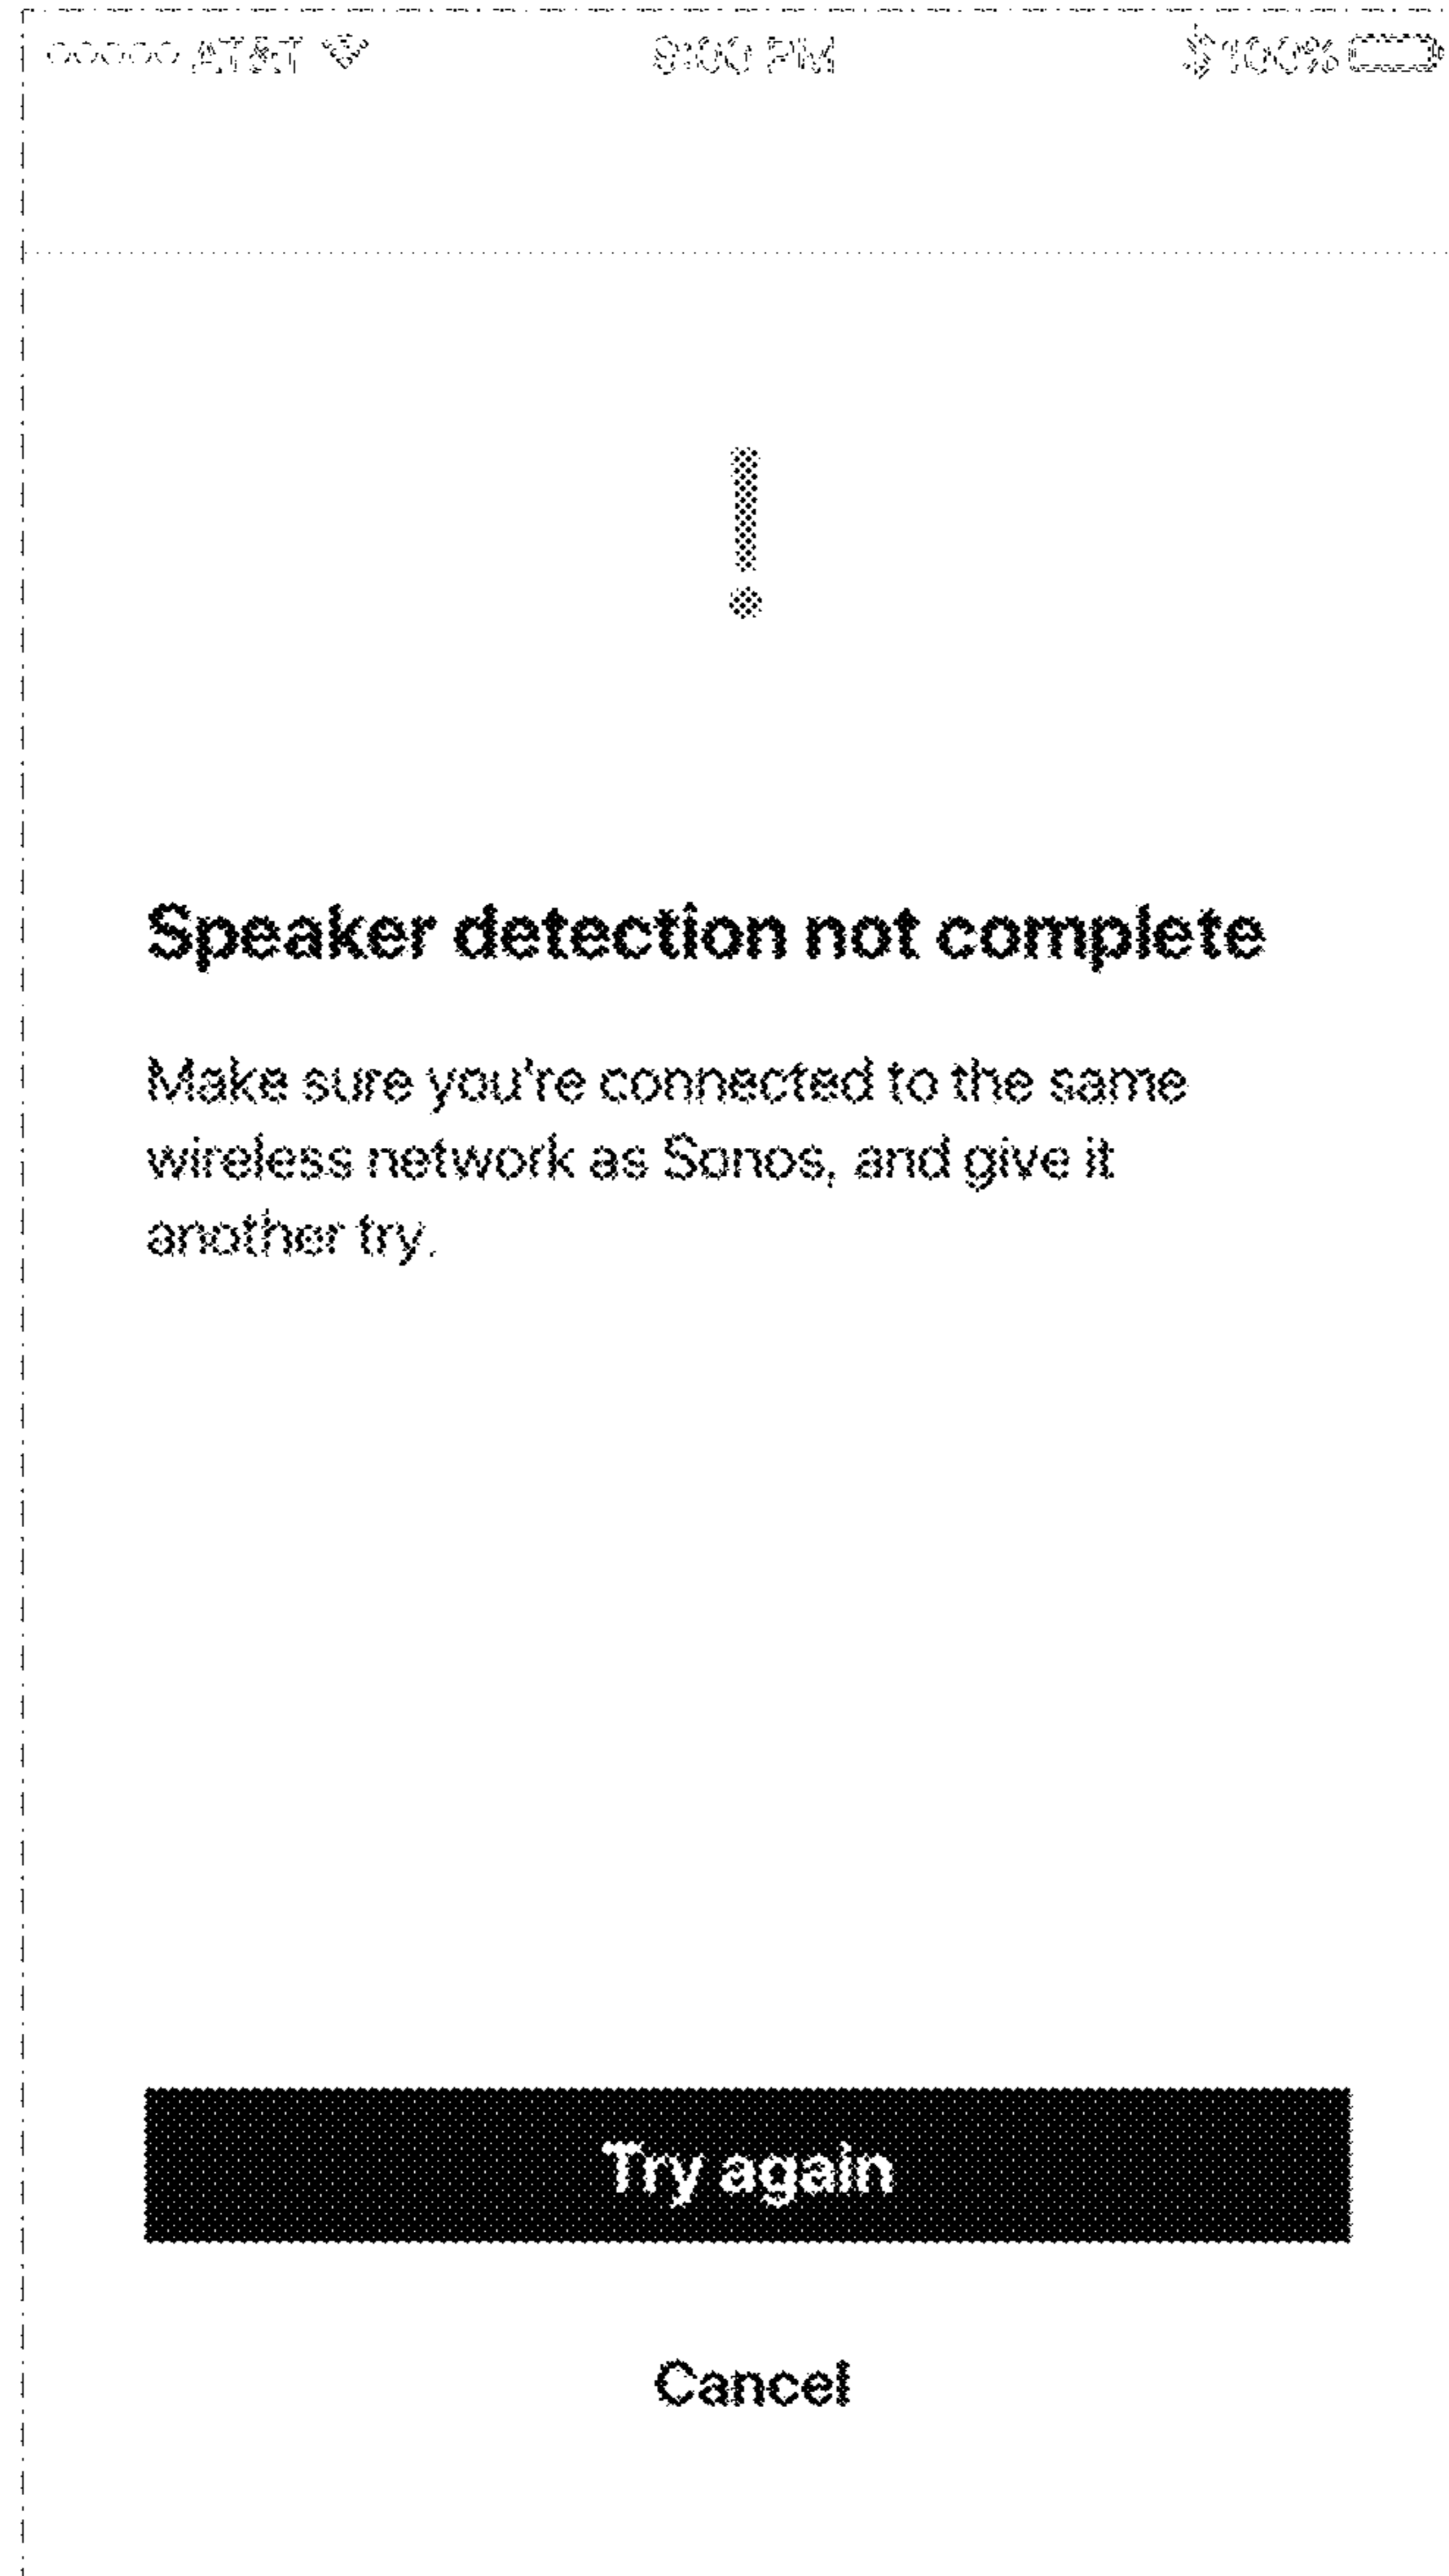 AT&T 9:00 PM 100%
Speaker detection not complete
Make sure you're connected to the same
wireless network as Sonos, and give it
another try.
Try again
Cancel